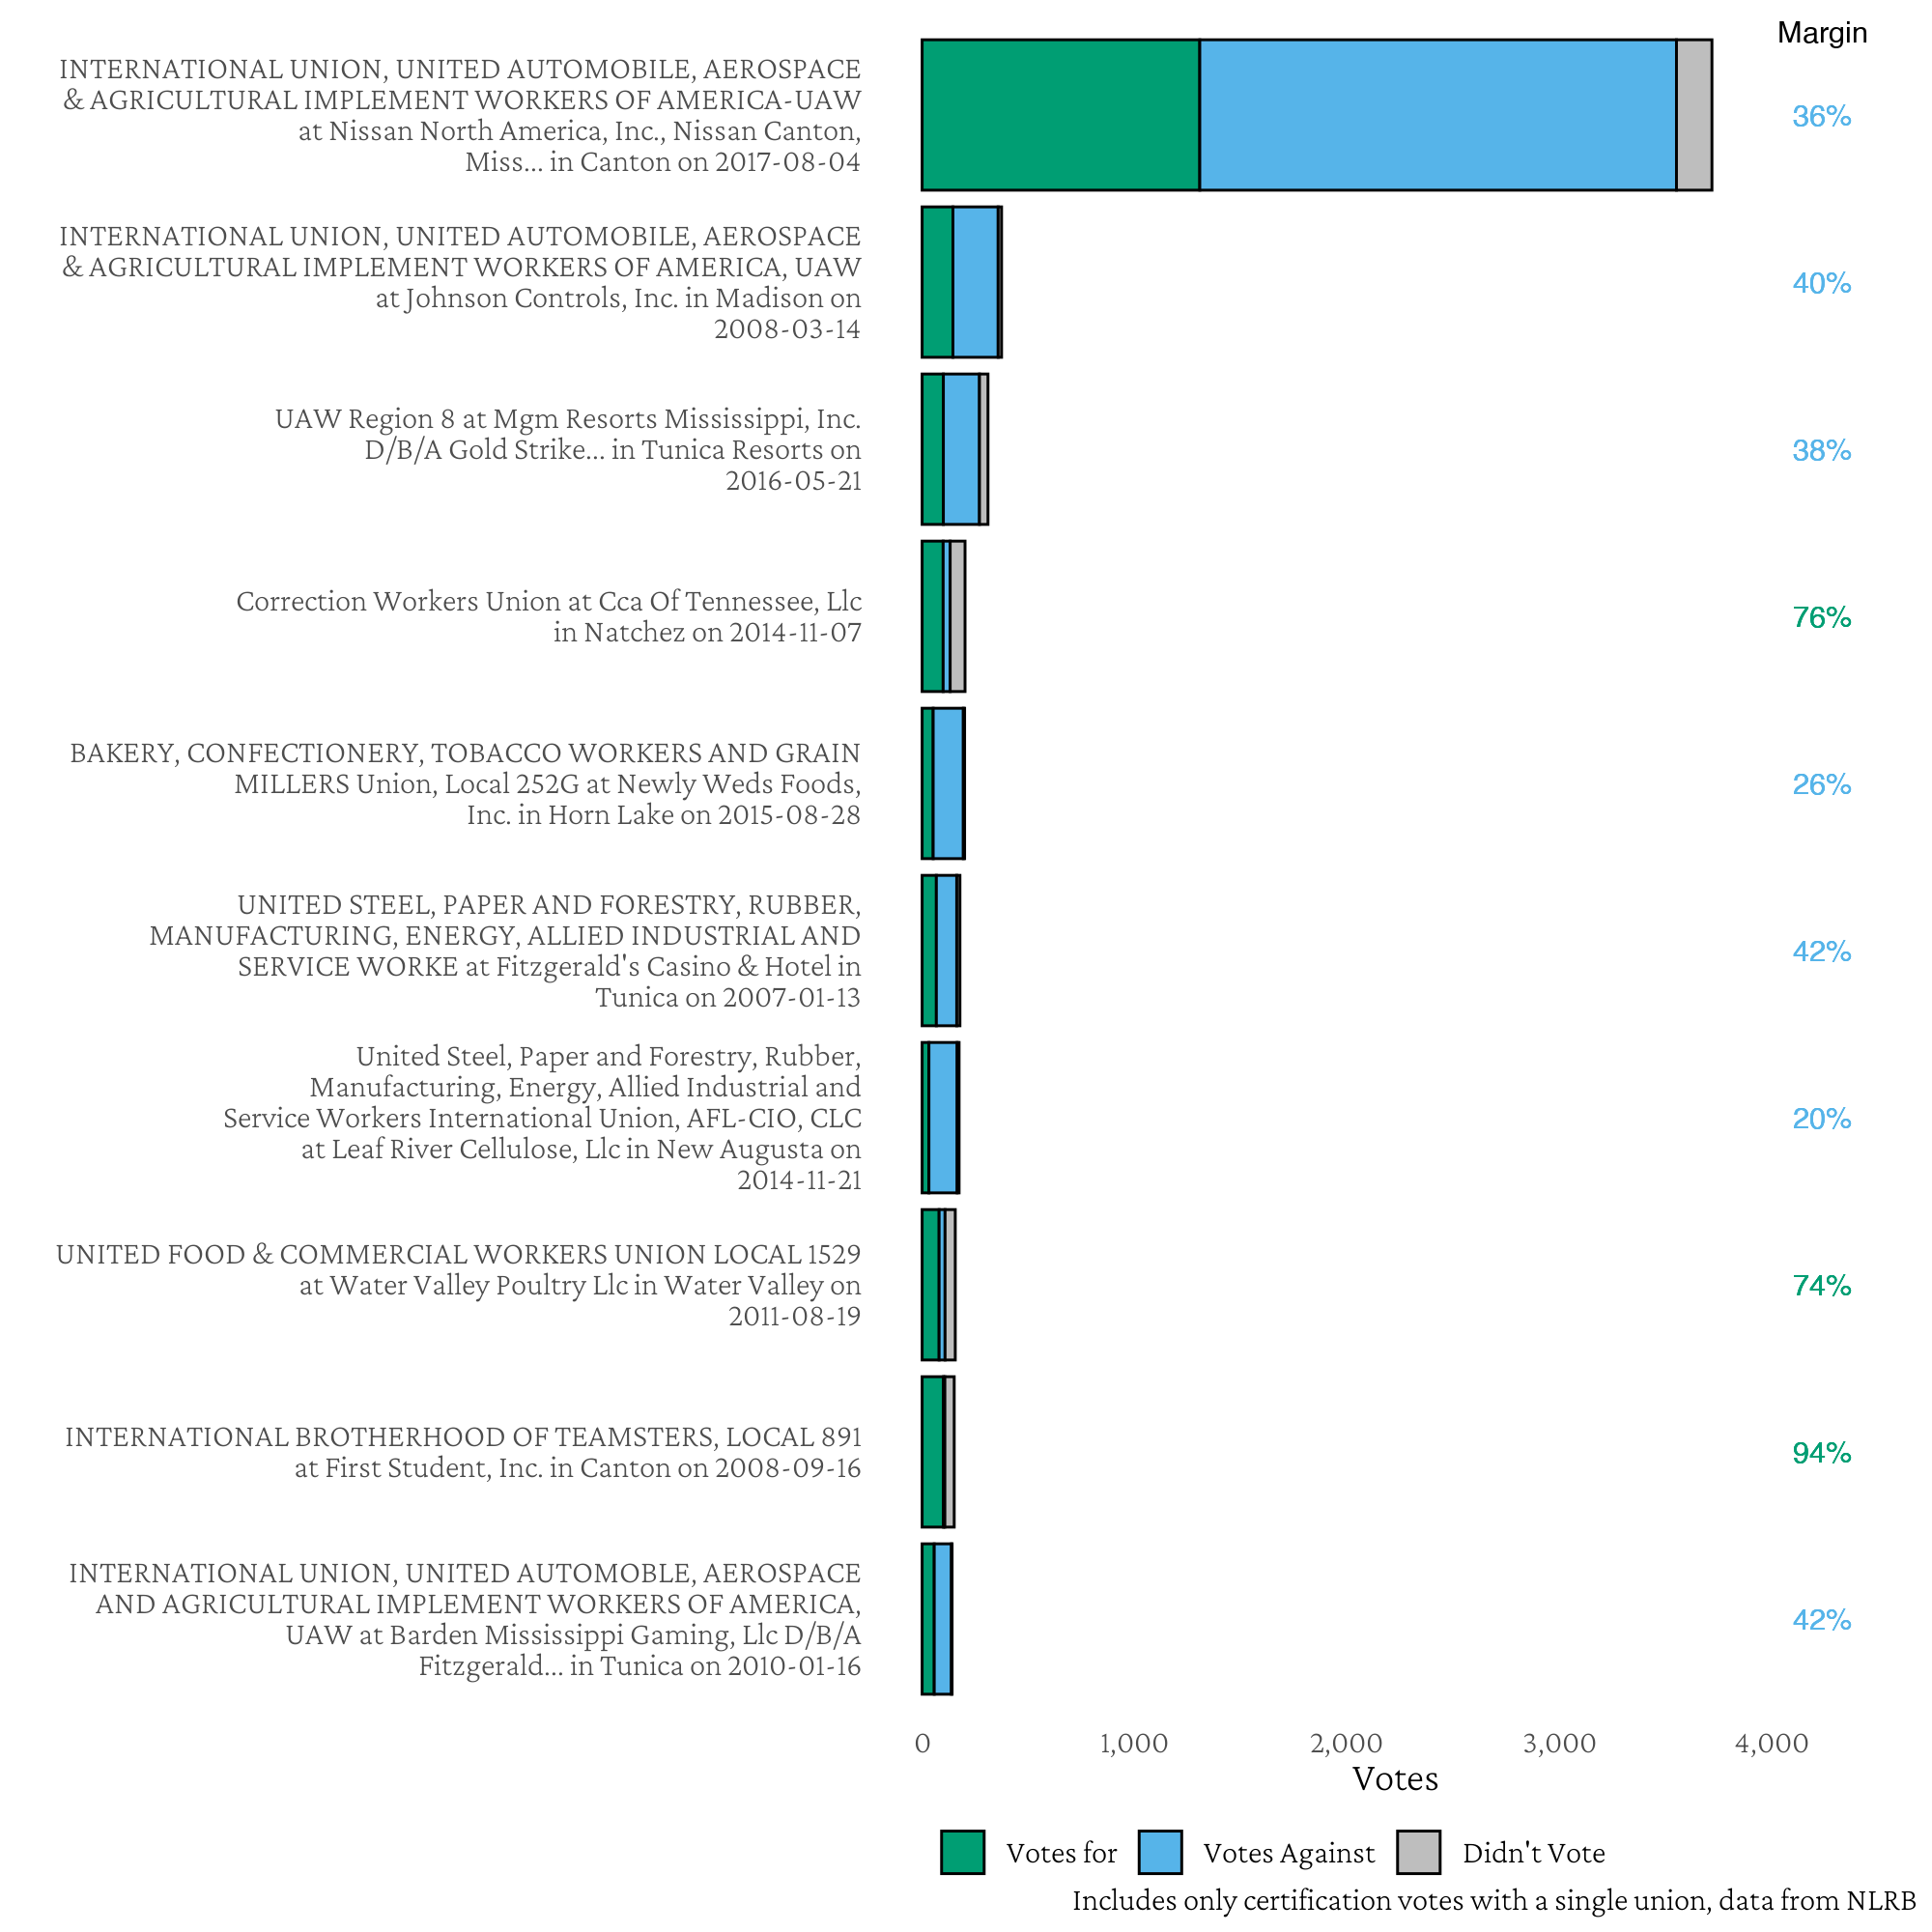 Margin
INTERNATIONAL UNION, UNITED AUTOMOBILE, AEROSPACE
& AGRICULTURAL IMPLEMENT WORKERS OF AMERICA-UAW
at Nissan North America, Inc., Nissan Canton,
Miss... in Canton on 2017-08-04
36%
INTERNATIONAL UNION, UNITED AUTOMOBILE, AEROSPACE
& AGRICULTURAL IMPLEMENT WORKERS OF AMERICA, UAW
at Johnson Controls, Inc. in Madison on
2008-03-14
40%
UAW Region 8 at Mgm Resorts Mississippi, Inc.
D/B/A Gold Strike... in Tunica Resorts on
2016-05-21
38%
Correction Workers Union at Cca Of Tennessee, Llc
in Natchez on 2014-11-07
76%
BAKERY, CONFECTIONERY, TOBACCO WORKERS AND GRAIN
MILLERS Union, Local 252G at Newly Weds Foods,
Inc. in Horn Lake on 2015-08-28
26%
UNITED STEEL, PAPER AND FORESTRY, RUBBER,
MANUFACTURING, ENERGY, ALLIED INDUSTRIAL AND
SERVICE WORKE at Fitzgerald's Casino & Hotel in
Tunica on 2007-01-13
42%
United Steel, Paper and Forestry, Rubber,
Manufacturing, Energy, Allied Industrial and
Service Workers International Union, AFL-CIO, CLC
at Leaf River Cellulose, Llc in New Augusta on
2014-11-21
20%
UNITED FOOD & COMMERCIAL WORKERS UNION LOCAL 1529
at Water Valley Poultry Llc in Water Valley on
2011-08-19
74%
INTERNATIONAL BROTHERHOOD OF TEAMSTERS, LOCAL 891
at First Student, Inc. in Canton on 2008-09-16
94%
INTERNATIONAL UNION, UNITED AUTOMOBLE, AEROSPACE
AND AGRICULTURAL IMPLEMENT WORKERS OF AMERICA,
UAW at Barden Mississippi Gaming, Llc D/B/A
Fitzgerald... in Tunica on 2010-01-16
42%
0 1,000 2,000 3,000 4,000
Votes
Votes for Votes Against Didn't Vote
Includes only certification votes with a single union, data from NLRB